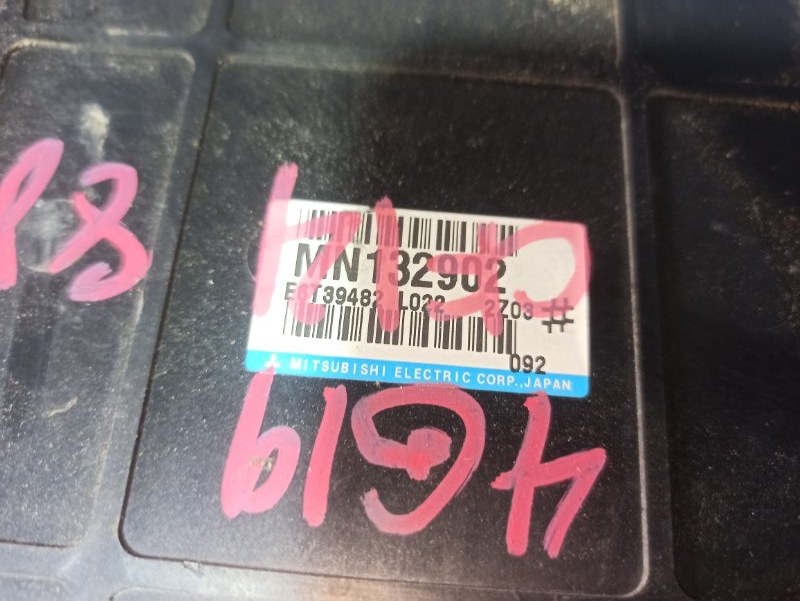 MN132902
E6T39482 L022 2Z03 #
092
MITSUBISHI ELECTRIC CORP.,JAPAN
4G19